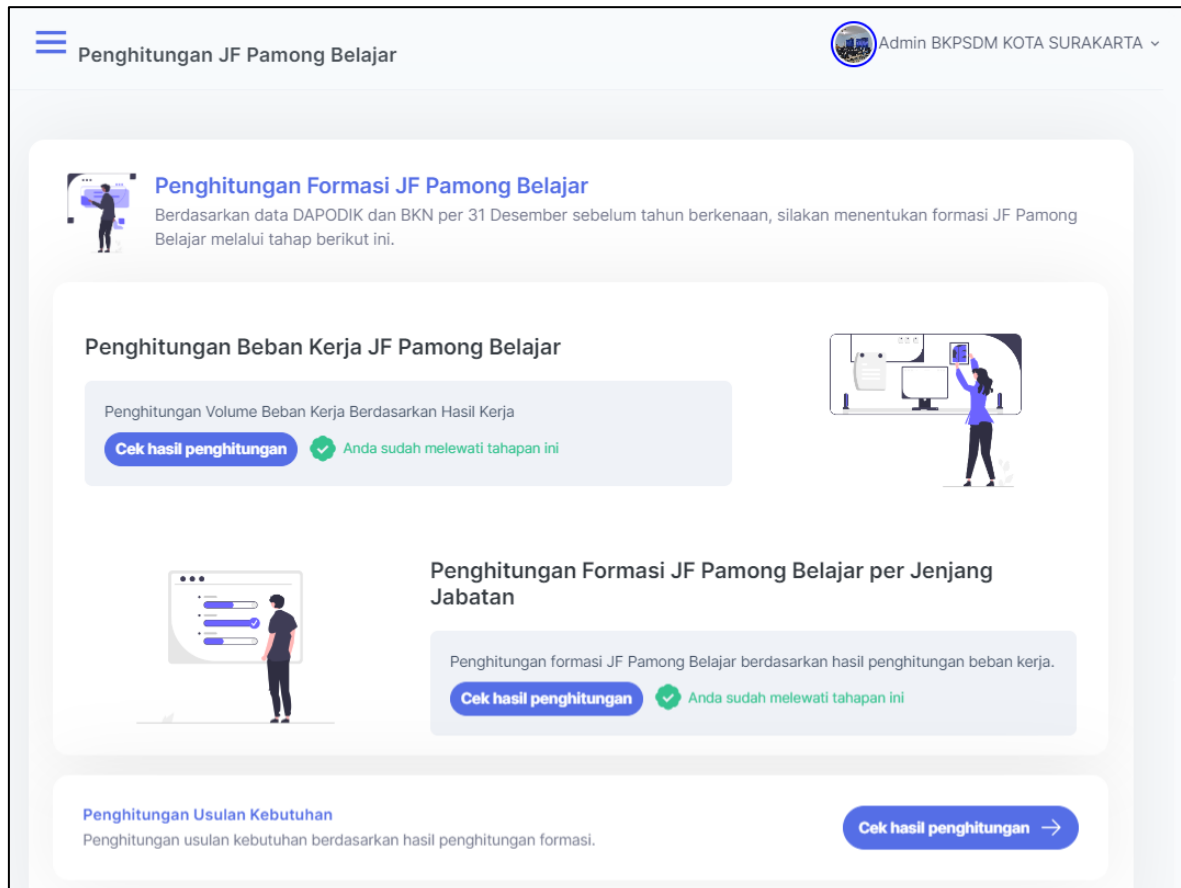 Penghitungan JF Pamong Belajar
Admin BKPSDM KOTA SURAKARTA
Penghitungan Formasi JF Pamong Belajar
Berdasarkan data DAPODIK dan BKN per 31 Desember sebelum tahun berkenaan, silakan menentukan formasi JF Pamong
Belajar melalui tahap berikut ini.
Penghitungan Beban Kerja JF Pamong Belajar
Penghitungan Volume Beban Kerja Berdasarkan Hasil Kerja
Cek hasil penghitungan
Anda sudah melewati tahapan ini
Penghitungan Formasi JF Pamong Belajar per Jenjang
Jabatan
Penghitungan formasi JF Pamong Belajar berdasarkan hasil penghitungan beban kerja.
Cek hasil penghitungan
Anda sudah melewati tahapan ini
Penghitungan Usulan Kebutuhan
Penghitungan usulan kebutuhan berdasarkan hasil penghitungan formasi.
Cek hasil penghitungan →